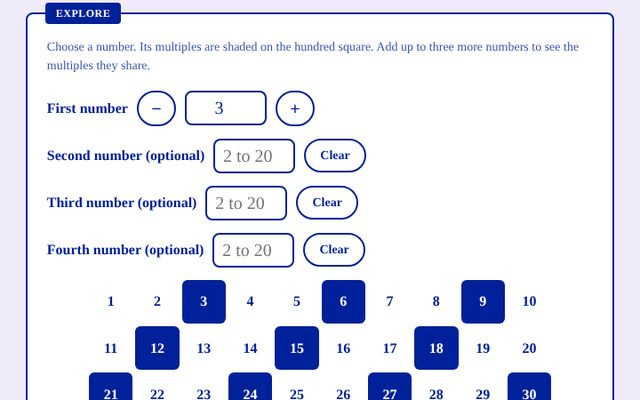 EXPLORE
Choose a number. Its multiples are shaded on the hundred square. Add up to three more numbers to see the
multiples they share.
First number − 3 +
Second number (optional) 2 to 20 Clear
Third number (optional) 2 to 20 Clear
Fourth number (optional) 2 to 20 Clear
1 2 3 4 5 6 7 8 9 10
11 12 13 14 15 16 17 18 19 20
21 22 23 24 25 26 27 28 29 30